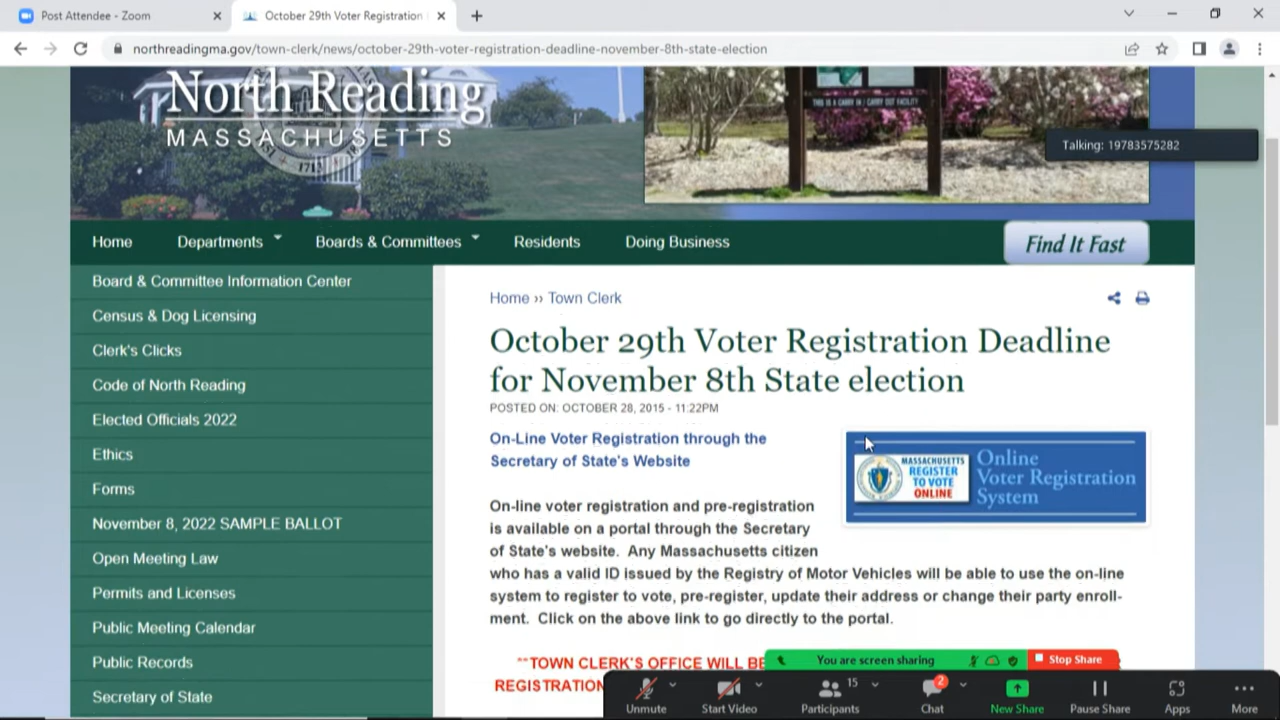 Post Attendee - Zoom
October 29th Voter Registration
northreadingma.gov/town-clerk/news/october-29th-voter-registration-deadline-november-8th-state-election
North Reading
MASSACHUSETTS
THIS IS A CARRY IN / CARRY OUT FACILITY
Talking: 19783575282
Home
Departments
Boards & Committees
Residents
Doing Business
Find It Fast
Board & Committee Information Center
Census & Dog Licensing
Clerk's Clicks
Code of North Reading
Elected Officials 2022
Ethics
Forms
November 8, 2022 SAMPLE BALLOT
Open Meeting Law
Permits and Licenses
Public Meeting Calendar
Public Records
Secretary of State
Home ›› Town Clerk
October 29th Voter Registration Deadline
for November 8th State election
POSTED ON: OCTOBER 28, 2015 - 11:22PM
On-Line Voter Registration through the
Secretary of State's Website
MASSACHUSETTS
REGISTER
TO VOTE
ONLINE
Online
Voter Registration
System
On-line voter registration and pre-registration
is available on a portal through the Secretary
of State's website. Any Massachusetts citizen
who has a valid ID issued by the Registry of Motor Vehicles will be able to use the on-line
system to register to vote, pre-register, update their address or change their party enroll-
ment. Click on the above link to go directly to the portal.
**TOWN CLERK'S OFFICE WILL BE
REGISTRATION
You are screen sharing
Stop Share
Unmute
Start Video
15
Participants
2
Chat
New Share
Pause Share
Apps
More